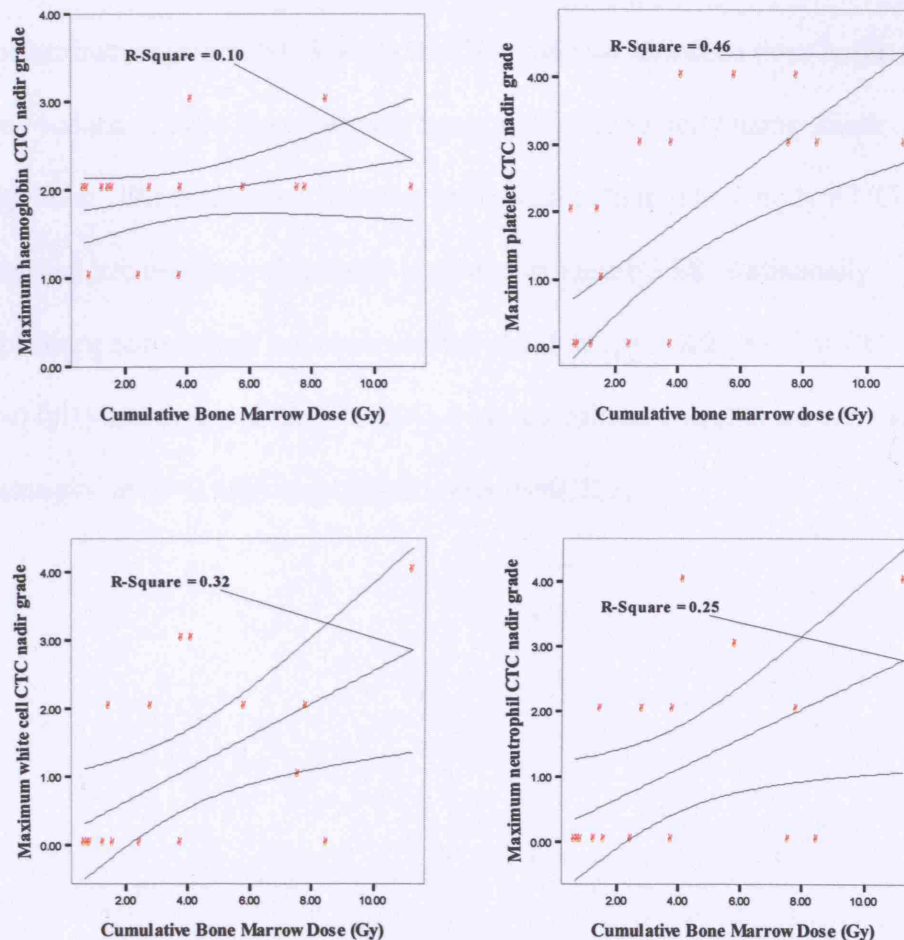 Maximum haemoglobin CTC nadir grade
4.00
3.00
2.00
1.00
0.00
R-Square = 0.10
2.00 4.00 6.00 8.00 10.00
Cumulative Bone Marrow Dose (Gy)
Maximum platelet CTC nadir grade
4.00
3.00
2.00
1.00
0.00
R-Square = 0.46
2.00 4.00 6.00 8.00 10.00
Cumulative bone marrow dose (Gy)
Maximum white cell CTC nadir grade
4.00
3.00
2.00
1.00
0.00
R-Square = 0.32
2.00 4.00 6.00 8.00 10.00
Cumulative Bone Marrow Dose (Gy)
Maximum neutrophil CTC nadir grade
4.00
3.00
2.00
1.00
0.00
R-Square = 0.25
2.00 4.00 6.00 8.00 10.00
Cumulative Bone Marrow Dose (Gy)